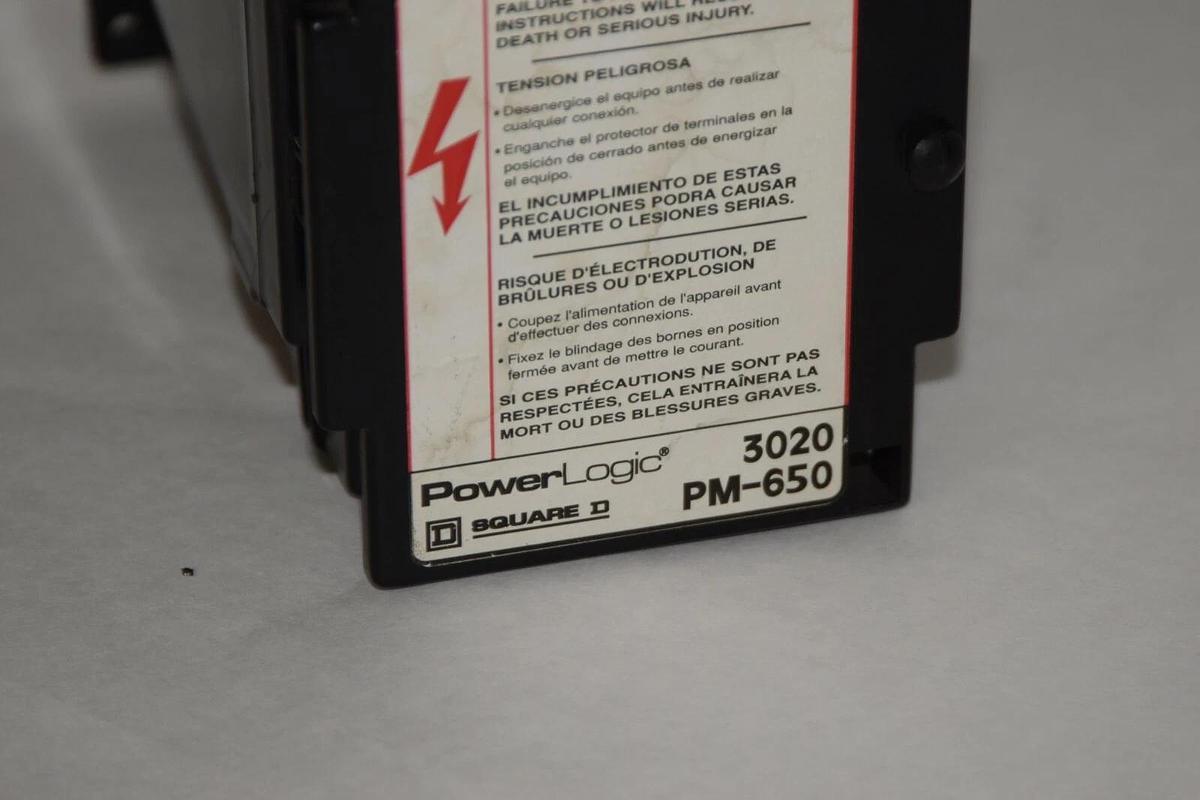 FAILURE TO
INSTRUCTIONS WILL
DEATH OR SERIOUS INJURY.
TENSION PELIGROSA
• Desenergice el equipo antes de realizar
cualquier conexión.
• Enganche el protector de terminales en la
posición de cerrado antes de energizar
el equipo.
EL INCUMPLIMIENTO DE ESTAS
PRECAUCIONES PODRA CAUSAR
LA MUERTE O LESIONES SERIAS.
RISQUE D'ÉLECTRODUTION, DE
BRÛLURES OU D'EXPLOSION
• Coupez l'alimentation de l'appareil avant
d'effectuer des connexions.
• Fixez le blindage des bornes en position
fermée avant de mettre le courant.
SI CES PRÉCAUTIONS NE SONT PAS
RESPECTÉES, CELA ENTRAÎNERA LA
MORT OU DES BLESSURES GRAVES.
PowerLogic®
3020
PM-650
D SQUARE D